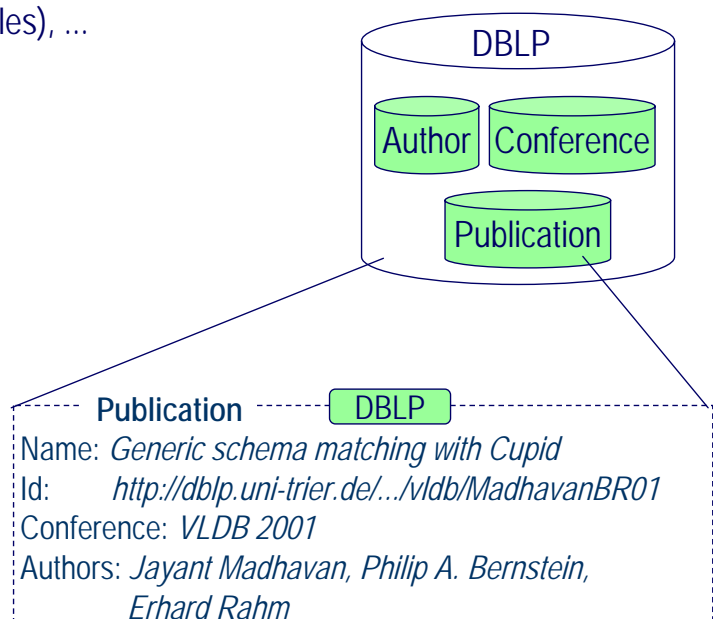 les), ...
DBLP
Author Conference
Publication
Publication DBLP
Name: Generic schema matching with Cupid
Id: http://dblp.uni-trier.de/.../vldb/MadhavanBR01
Conference: VLDB 2001
Authors: Jayant Madhavan, Philip A. Bernstein,
Erhard Rahm